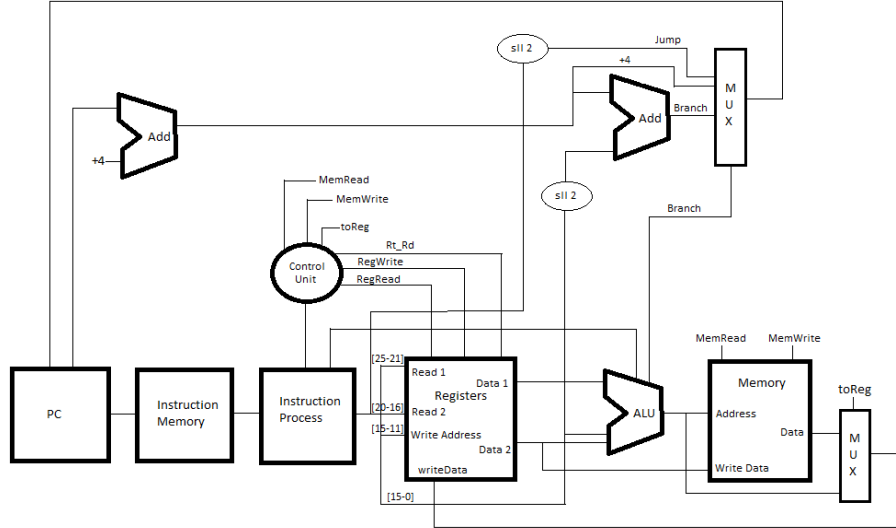 sll 2
Jump
+4
M
U
X
Add
Add
Branch
+4
sll 2
MemRead
MemWrite
toReg
Branch
Rt_Rd
Control
Unit
RegWrite
RegRead
MemRead
MemWrite
[25-21]
Read 1
Registers
Data 1
Memory
toReg
PC
Instruction
Memory
Instruction
Process
[20-16]
Read 2
ALU
Address
[15-11]
Write Address
Data
M
U
X
Data 2
writeData
Write Data
[15-0]